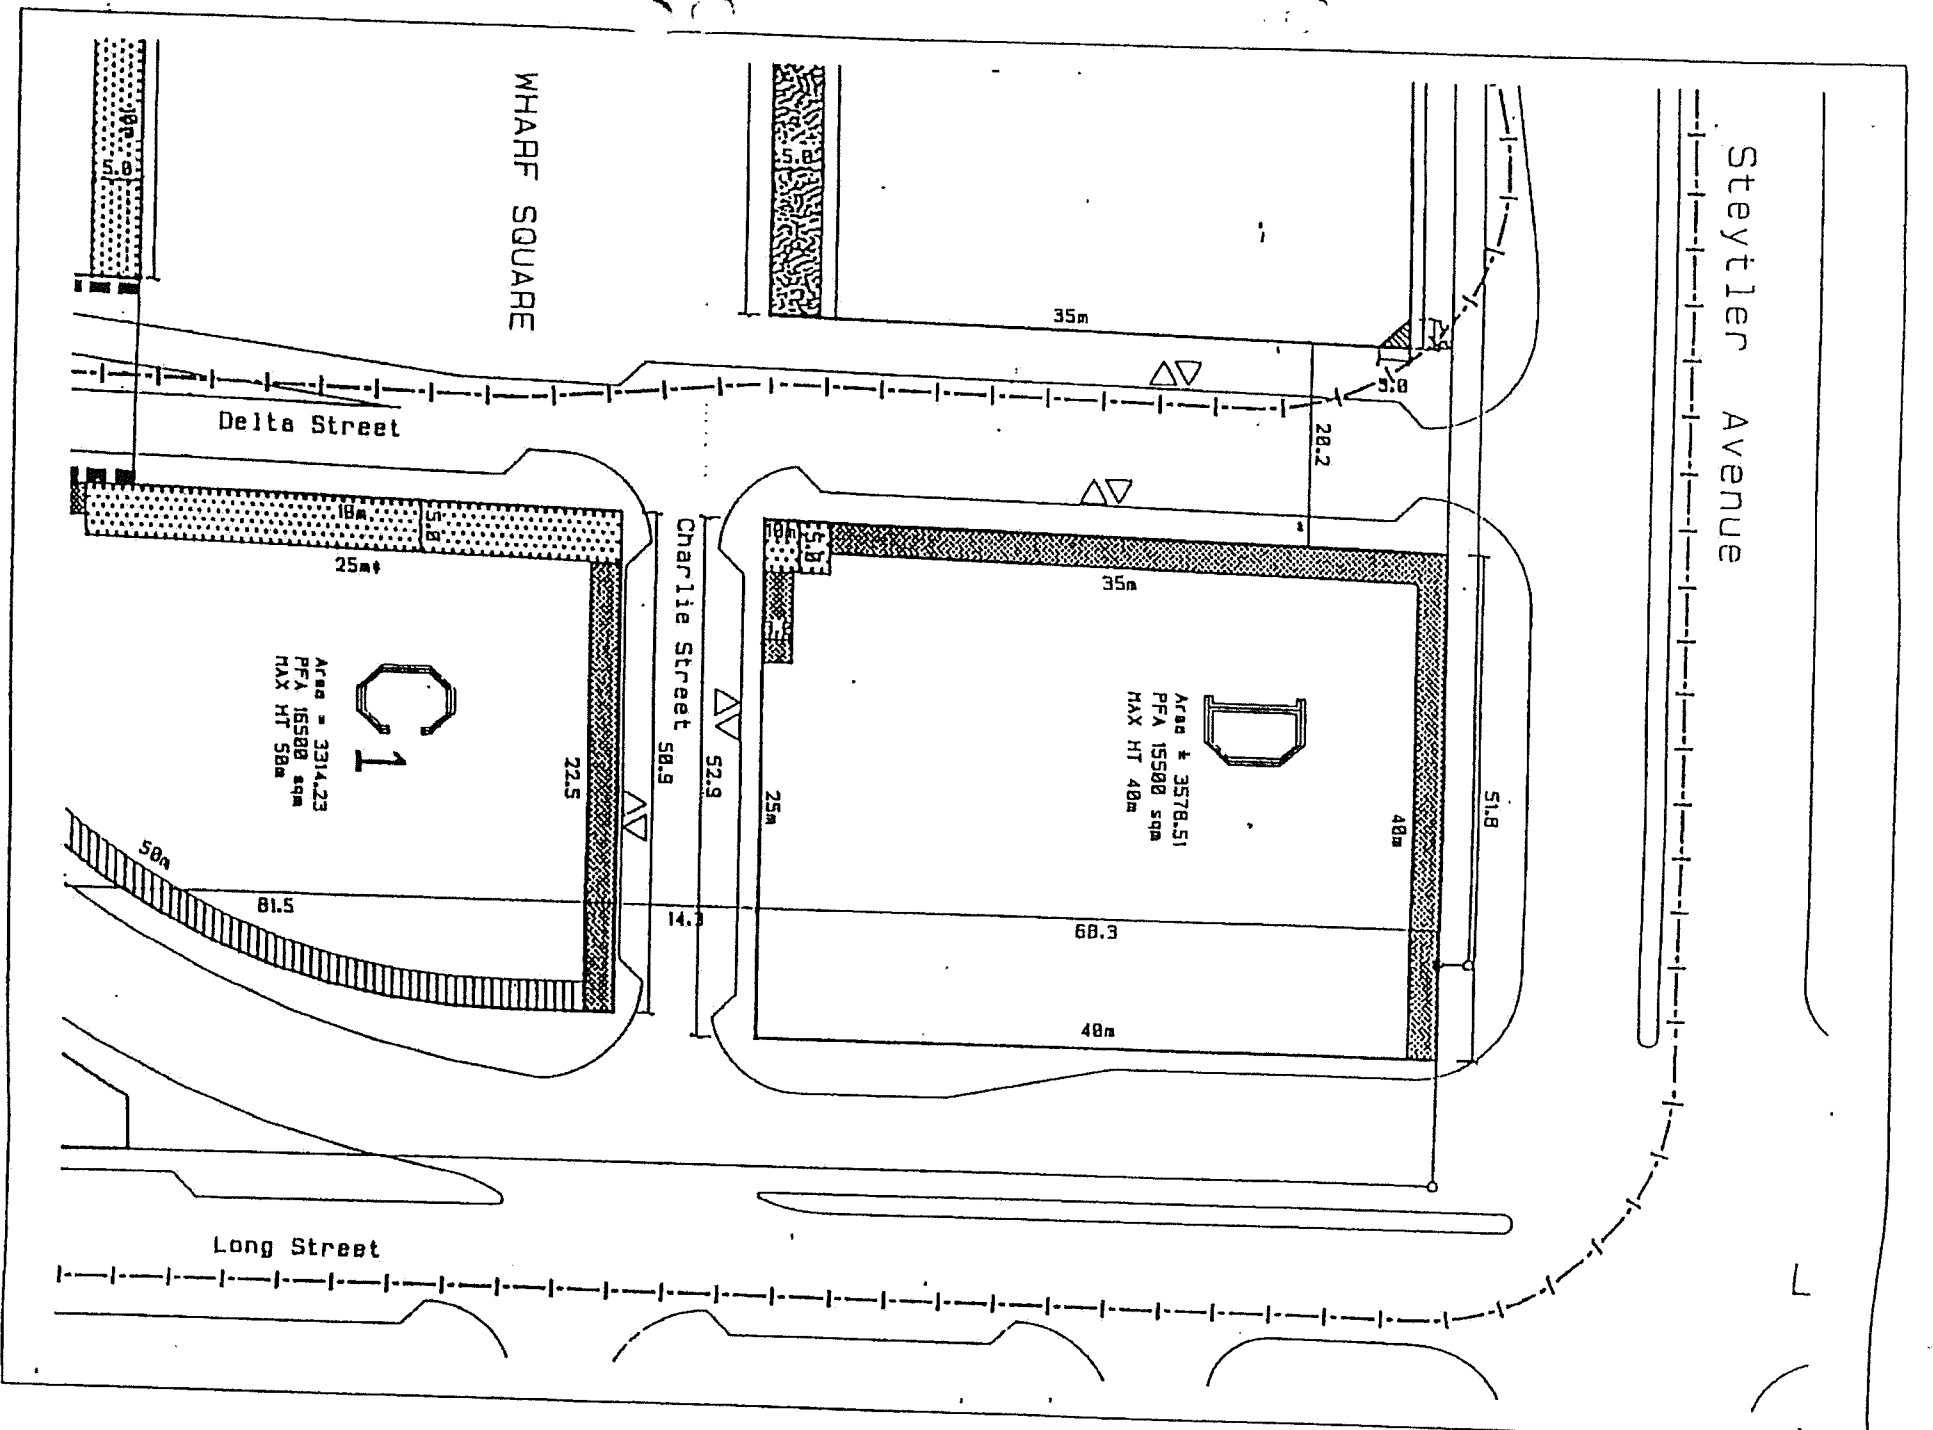 WHARF SQUARE
Steytler Avenue
10m
5.0
5.0
35m
5.0
20.2
Delta Street
10m
5.0
25m
Charlie Street
10m
5.0
35m
C1
Area = 3314.23
PFA 16500 sqm
MAX HT 50m
22.5
50.9
52.9
25m
D
Area ± 3578.51
PFA 15500 sqm
MAX HT 40m
40m
51.8
50m
81.5
14.3
68.3
40m
Long Street
L